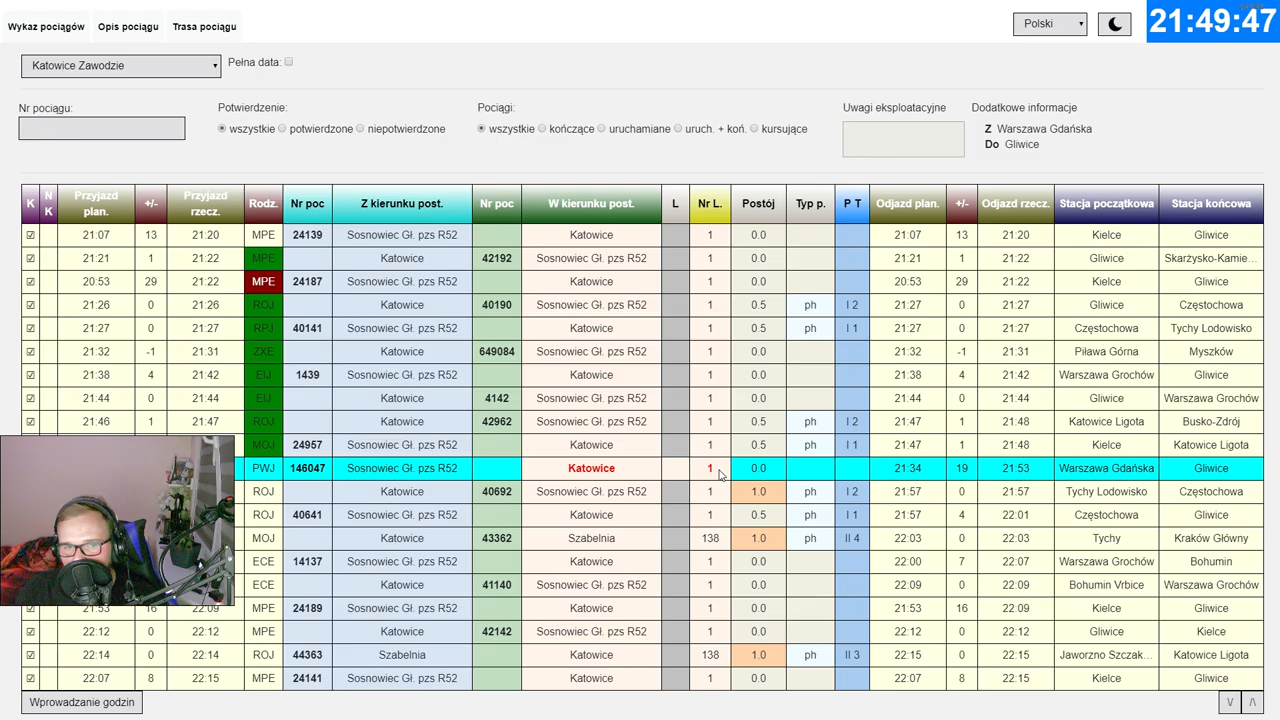 Wykaz pociągów Opis pociągu Trasa pociągu Polski 21:49:47
Katowice Zawodzie Pełna data:
Nr pociągu: Potwierdzenie: Pociągi: Uwagi eksploatacyjne Dodatkowe informacje
wszystkie potwierdzone niepotwierdzone wszystkie kończące uruchamiane uruch. + koń. kursujące Z Warszawa Gdańska
Do Gliwice
K N K Przyjazd plan. +/- Przyjazd rzecz. Rodz. Nr poc Z kierunku post. Nr poc W kierunku post. L Nr L. Postój Typ p. P T Odjazd plan. +/- Odjazd rzecz. Stacja początkowa Stacja końcowa
21:07 13 21:20 MPE 24139 Sosnowiec Gł. pzs R52 Katowice 1 0.0 21:07 13 21:20 Kielce Gliwice
21:21 1 21:22 MPE Katowice 42192 Sosnowiec Gł. pzs R52 1 0.0 21:21 1 21:22 Gliwice Skarżysko-Kamie...
20:53 29 21:22 MPE 24187 Sosnowiec Gł. pzs R52 Katowice 1 0.0 20:53 29 21:22 Kielce Gliwice
21:26 0 21:26 ROJ Katowice 40190 Sosnowiec Gł. pzs R52 1 0.5 ph I 2 21:27 0 21:27 Gliwice Częstochowa
21:27 0 21:27 RPJ 40141 Sosnowiec Gł. pzs R52 Katowice 1 0.5 ph I 1 21:27 0 21:27 Częstochowa Tychy Lodowisko
21:32 -1 21:31 ZXE Katowice 649084 Sosnowiec Gł. pzs R52 1 0.0 21:32 -1 21:31 Piława Górna Myszków
21:38 4 21:42 EIJ 1439 Sosnowiec Gł. pzs R52 Katowice 1 0.0 21:38 4 21:42 Warszawa Grochów Gliwice
21:44 0 21:44 EIJ Katowice 4142 Sosnowiec Gł. pzs R52 1 0.0 21:44 0 21:44 Gliwice Warszawa Grochów
21:46 1 21:47 ROJ Katowice 42962 Sosnowiec Gł. pzs R52 1 0.5 ph I 2 21:47 1 21:48 Katowice Ligota Busko-Zdrój
MOJ 24957 Sosnowiec Gł. pzs R52 Katowice 1 0.5 ph I 1 21:47 1 21:48 Kielce Katowice Ligota
PWJ 146047 Sosnowiec Gł. pzs R52 Katowice 1 0.0 21:34 19 21:53 Warszawa Gdańska Gliwice
ROJ Katowice 40692 Sosnowiec Gł. pzs R52 1 1.0 ph I 2 21:57 0 21:57 Tychy Lodowisko Częstochowa
ROJ 40641 Sosnowiec Gł. pzs R52 Katowice 1 0.5 ph I 1 21:57 4 22:01 Częstochowa Gliwice
MOJ Katowice 43362 Szabelnia 138 1.0 ph II 4 22:03 0 22:03 Tychy Kraków Główny
ECE 14137 Sosnowiec Gł. pzs R52 Katowice 1 0.0 22:00 7 22:07 Warszawa Grochów Bohumin
ECE Katowice 41140 Sosnowiec Gł. pzs R52 1 0.0 22:09 0 22:09 Bohumin Vrbice Warszawa Grochów
21:53 16 22:09 MPE 24189 Sosnowiec Gł. pzs R52 Katowice 1 0.0 21:53 16 22:09 Kielce Gliwice
22:12 0 22:12 MPE Katowice 42142 Sosnowiec Gł. pzs R52 1 0.0 22:12 0 22:12 Gliwice Kielce
22:14 0 22:14 ROJ 44363 Szabelnia Katowice 138 1.0 ph II 3 22:15 0 22:15 Jaworzno Szczak... Katowice Ligota
22:07 8 22:15 MPE 24141 Sosnowiec Gł. pzs R52 Katowice 1 0.0 22:07 8 22:15 Kielce Gliwice
Wprowadzanie godzin